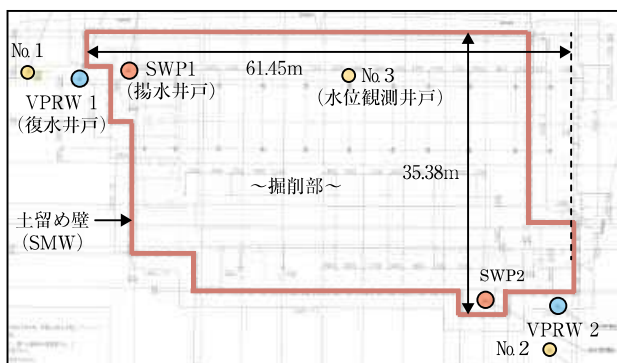 No.1
VPRW 1
(復水井戸)
SWP1
(揚水井戸)
61.45m
No.3
(水位観測井戸)
35.38m
～掘削部～
土留め壁
(SMW)
SWP2
VPRW 2
No.2